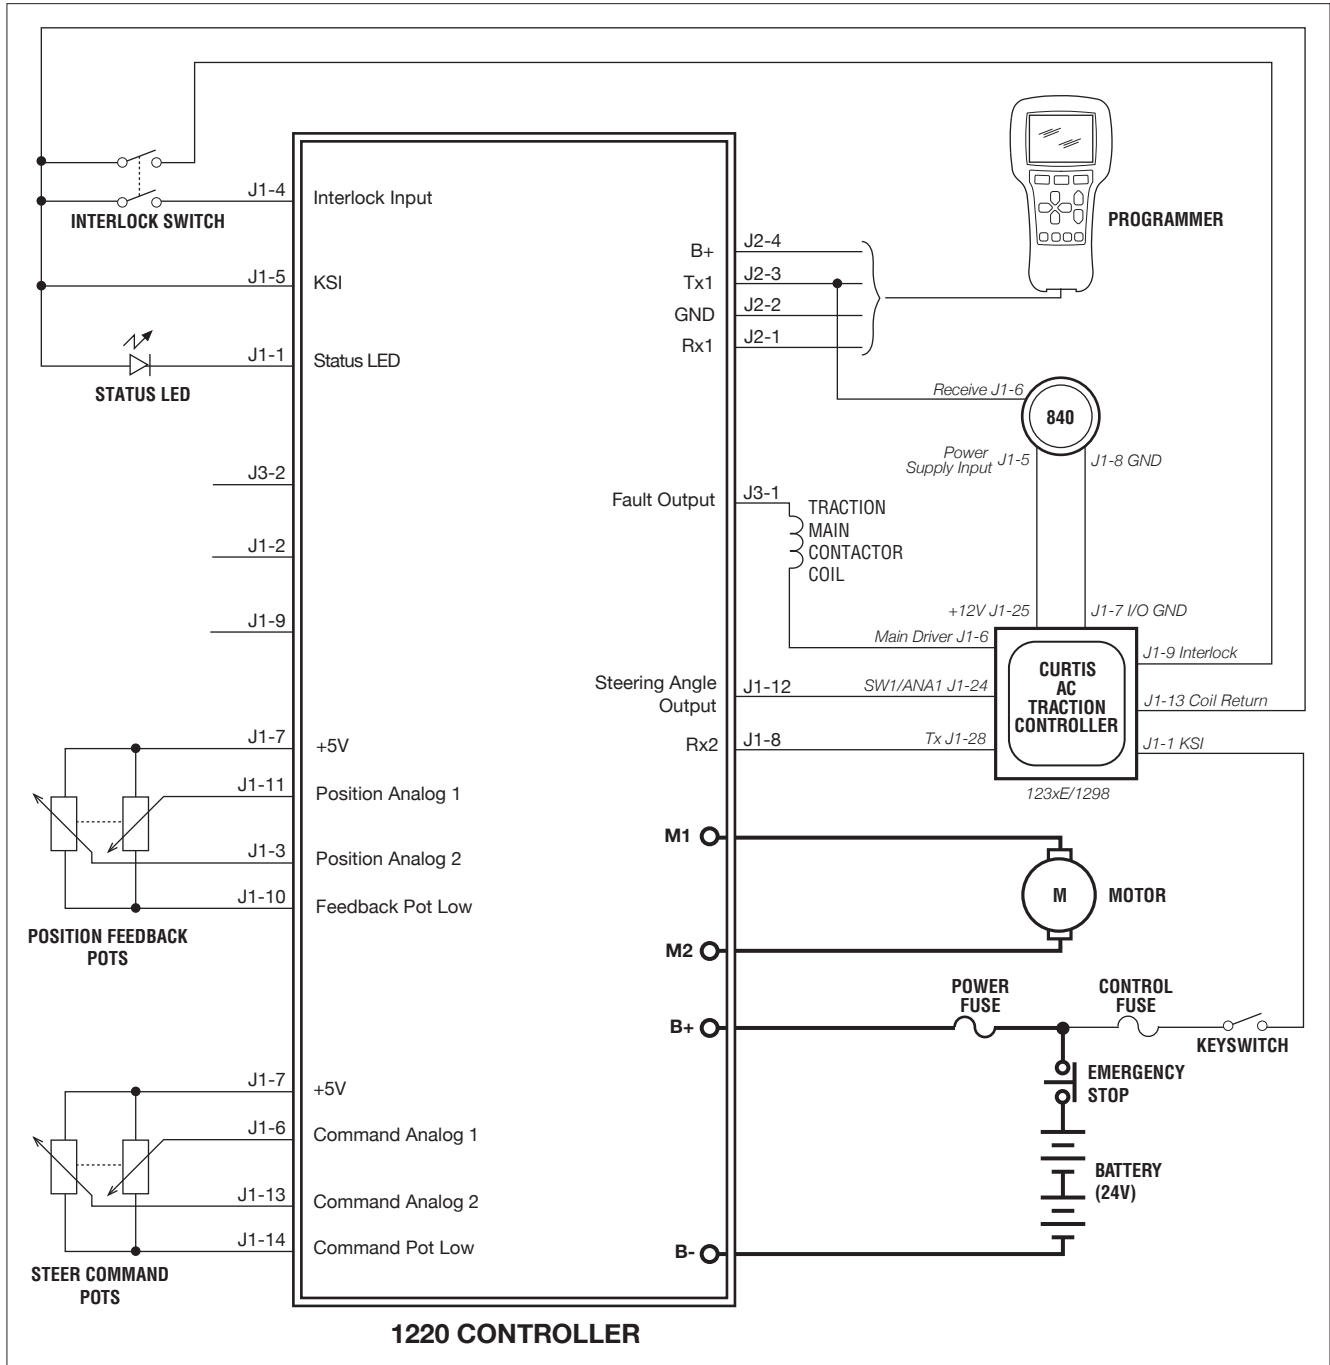 J1-4
Interlock Input
INTERLOCK SWITCH
J1-5
KSI
J1-1
Status LED
STATUS LED
J3-2
J1-2
J1-9
J1-7
+5V
J1-11
Position Analog 1
J1-3
Position Analog 2
J1-10
Feedback Pot Low
POSITION FEEDBACK
POTS
J1-7
+5V
J1-6
Command Analog 1
J1-13
Command Analog 2
J1-14
Command Pot Low
STEER COMMAND
POTS
B+
J2-4
Tx1
J2-3
GND
J2-2
Rx1
J2-1
PROGRAMMER
Receive J1-6
840
Power
Supply Input
J1-5
J1-8 GND
Fault Output
J3-1
TRACTION
MAIN
CONTACTOR
COIL
+12V J1-25
J1-7 I/O GND
Main Driver J1-6
J1-9 Interlock
CURTIS
AC
TRACTION
CONTROLLER
Steering Angle
Output
J1-12
SW1/ANA1 J1-24
J1-13 Coil Return
Rx2
J1-8
Tx J1-28
J1-1 KSI
123xE/1298
M1
M
MOTOR
M2
POWER
FUSE
CONTROL
FUSE
B+
KEYSWITCH
EMERGENCY
STOP
BATTERY
(24V)
B-
1220 CONTROLLER